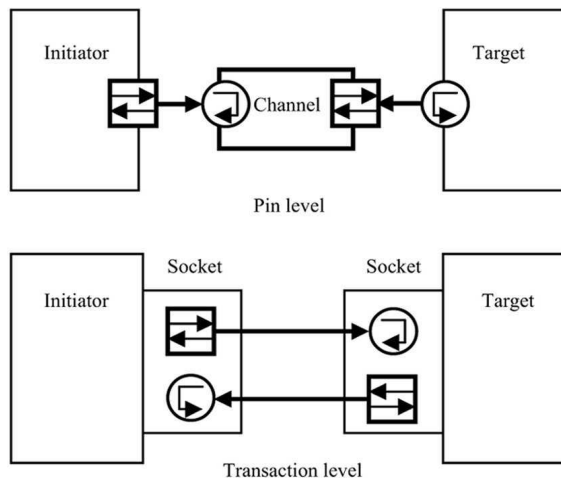 Initiator
Target
Channel
Pin level
Socket
Socket
Initiator
Target
Transaction level